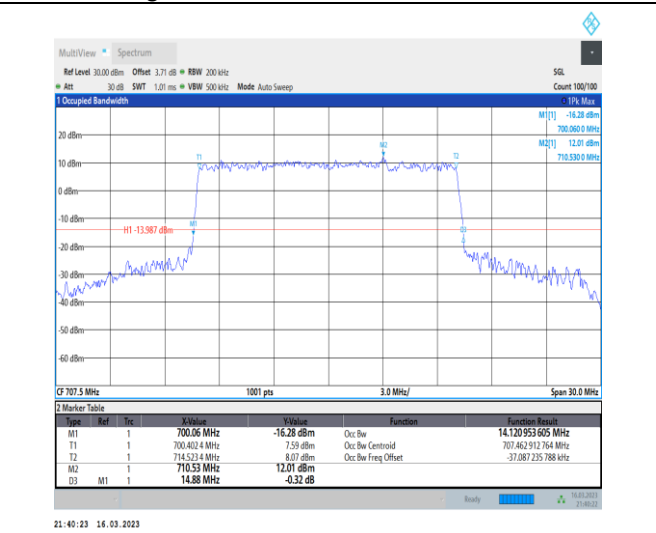 MultiView Spectrum
Ref Level 30.00 dBm Offset 3.71 dB RBW 200 kHz SGL
Att 30 dB SWT 1.01 ms VBW 500 kHz Mode Auto Sweep Count 100/100
1 Occupied Bandwidth 1Pk Max
M1[1] -16.28 dBm
700.060 0 MHz
M2[1] 12.01 dBm
710.530 0 MHz
20 dBm
M2
T1 T2
10 dBm
0 dBm
-10 dBm
M1
H1 -13.987 dBm
D3
-20 dBm
-30 dBm
-40 dBm
-50 dBm
-60 dBm
CF 707.5 MHz 1001 pts 3.0 MHz/ Span 30.0 MHz
2 Marker Table
Type Ref Trc X-Value Y-Value Function Function Result
M1 1 700.06 MHz -16.28 dBm Occ Bw 14.120 953 605 MHz
T1 1 700.402 4 MHz 7.59 dBm Occ Bw Centroid 707.462 912 764 MHz
T2 1 714.523 4 MHz 8.07 dBm Occ Bw Freq Offset -37.087 235 788 kHz
M2 1 710.53 MHz 12.01 dBm
D3 M1 1 14.88 MHz -0.32 dB
Ready 16.03.2023
21:40:22
21:40:23 16.03.2023